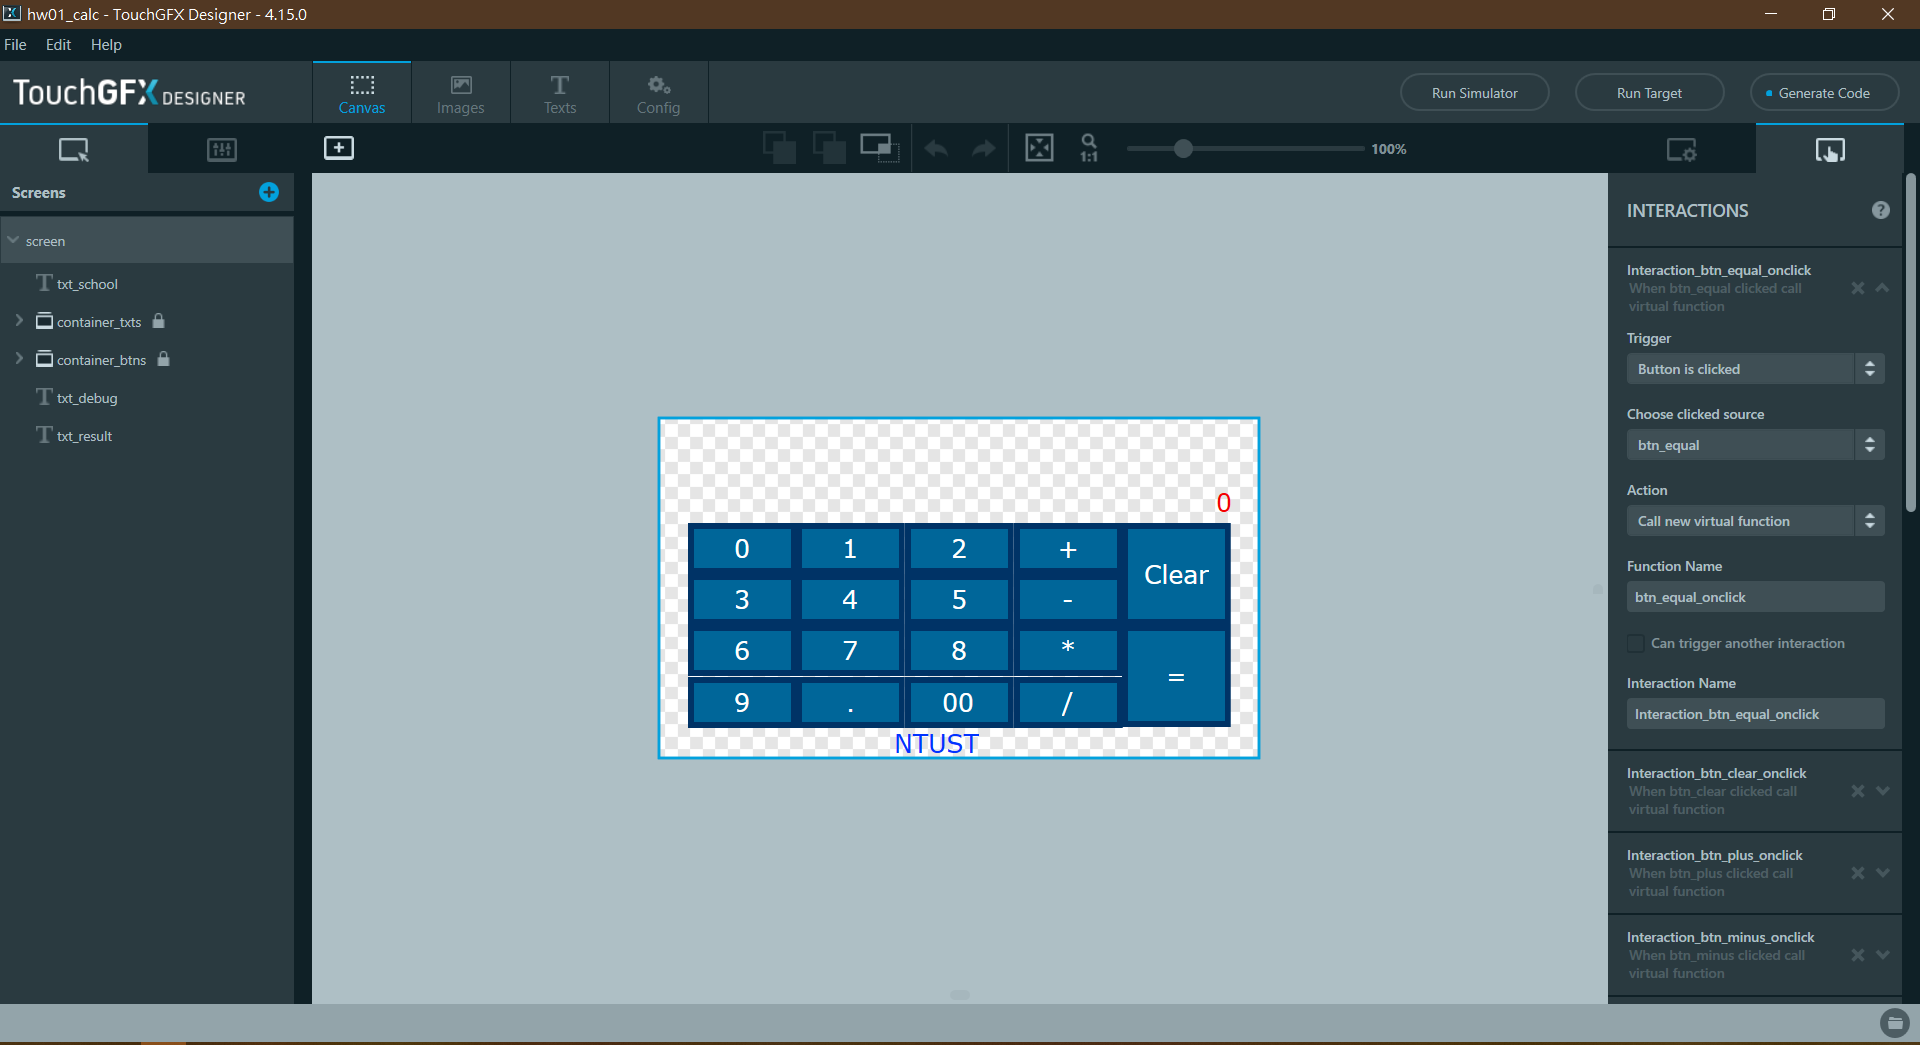 hw01_calc - TouchGFX Designer - 4.15.0
File Edit Help
TouchGFX DESIGNER
Canvas
Images
Texts
Config
Run Simulator
Run Target
Generate Code
1:1
100%
Screens
screen
txt_school
container_txts
container_btns
txt_debug
txt_result
0
0 1 2 + Clear
3 4 5 -
6 7 8 * =
9 . 00 /
NTUST
INTERACTIONS
?
Interaction_btn_equal_onclick
When btn_equal clicked call
virtual function
Trigger
Button is clicked
Choose clicked source
btn_equal
Action
Call new virtual function
Function Name
btn_equal_onclick
Can trigger another interaction
Interaction Name
Interaction_btn_equal_onclick
Interaction_btn_clear_onclick
When btn_clear clicked call
virtual function
Interaction_btn_plus_onclick
When btn_plus clicked call
virtual function
Interaction_btn_minus_onclick
When btn_minus clicked call
virtual function